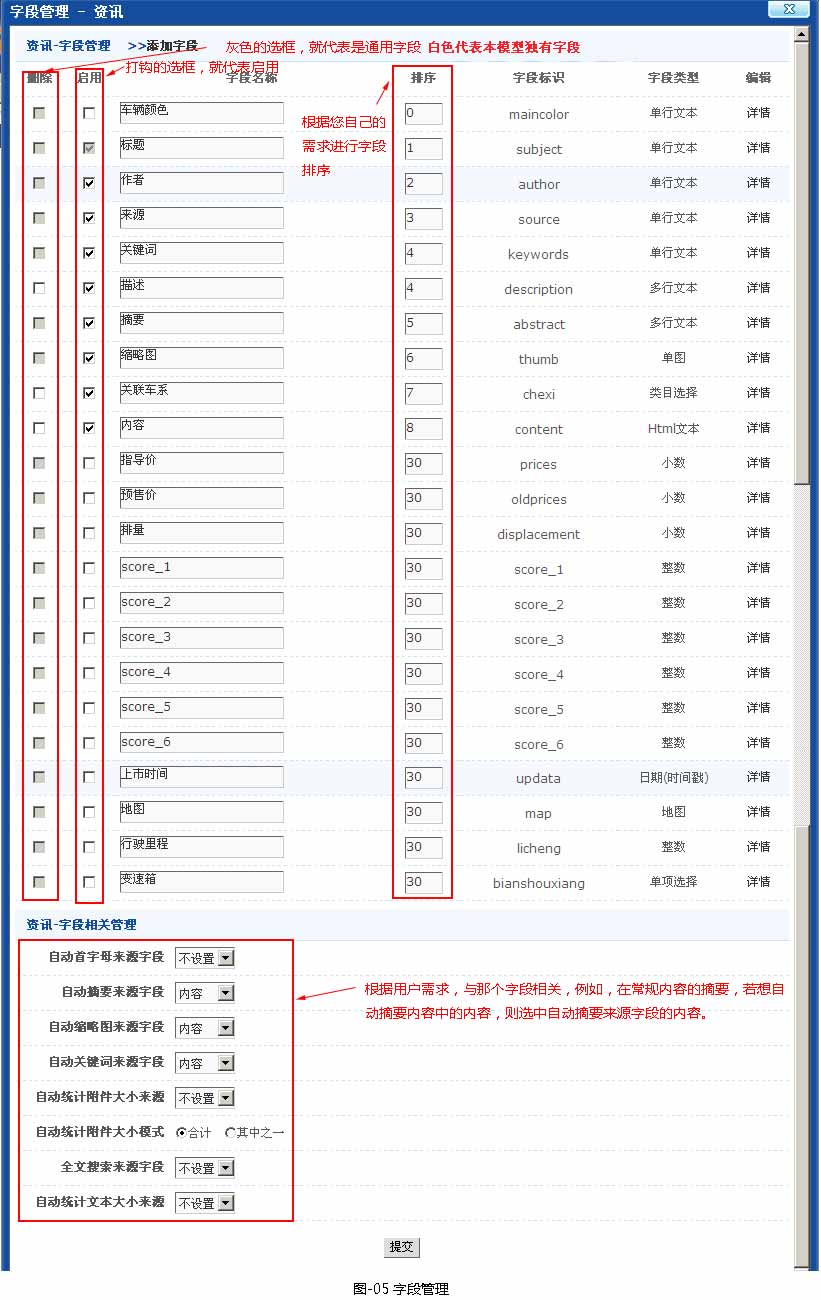 字段管理 - 资讯
资讯-字段管理 >>添加字段 灰色的选框，就代表是通用字段 白色代表本模型独有字段
打钩的选框，就代表启用
删除 启用 字段名称 排序 字段标识 字段类型 编辑
根据您自己的
需求进行字段
排序
车辆颜色 0 maincolor 单行文本 详情
标题 1 subject 单行文本 详情
作者 2 author 单行文本 详情
来源 3 source 单行文本 详情
关键词 4 keywords 单行文本 详情
描述 4 description 多行文本 详情
摘要 5 abstract 多行文本 详情
缩略图 6 thumb 单图 详情
关联车系 7 chexi 类目选择 详情
内容 8 content Html文本 详情
指导价 30 prices 小数 详情
预售价 30 oldprices 小数 详情
排量 30 displacement 小数 详情
score_1 30 score_1 整数 详情
score_2 30 score_2 整数 详情
score_3 30 score_3 整数 详情
score_4 30 score_4 整数 详情
score_5 30 score_5 整数 详情
score_6 30 score_6 整数 详情
上市时间 30 updata 日期(时间戳) 详情
地图 30 map 地图 详情
行驶里程 30 licheng 整数 详情
变速箱 30 bianshouxiang 单项选择 详情
资讯-字段相关管理
自动首字母来源字段 不设置
自动摘要来源字段 内容
根据用户需求，与那个字段相关，例如，在常规内容的摘要，若想自
动摘要内容中的内容，则选中自动摘要来源字段的内容。
自动缩略图来源字段 内容
自动关键词来源字段 内容
自动统计附件大小来源 不设置
自动统计附件大小模式 合计 其中之一
全文搜索来源字段 不设置
自动统计文本大小来源 不设置
提交
图-05 字段管理